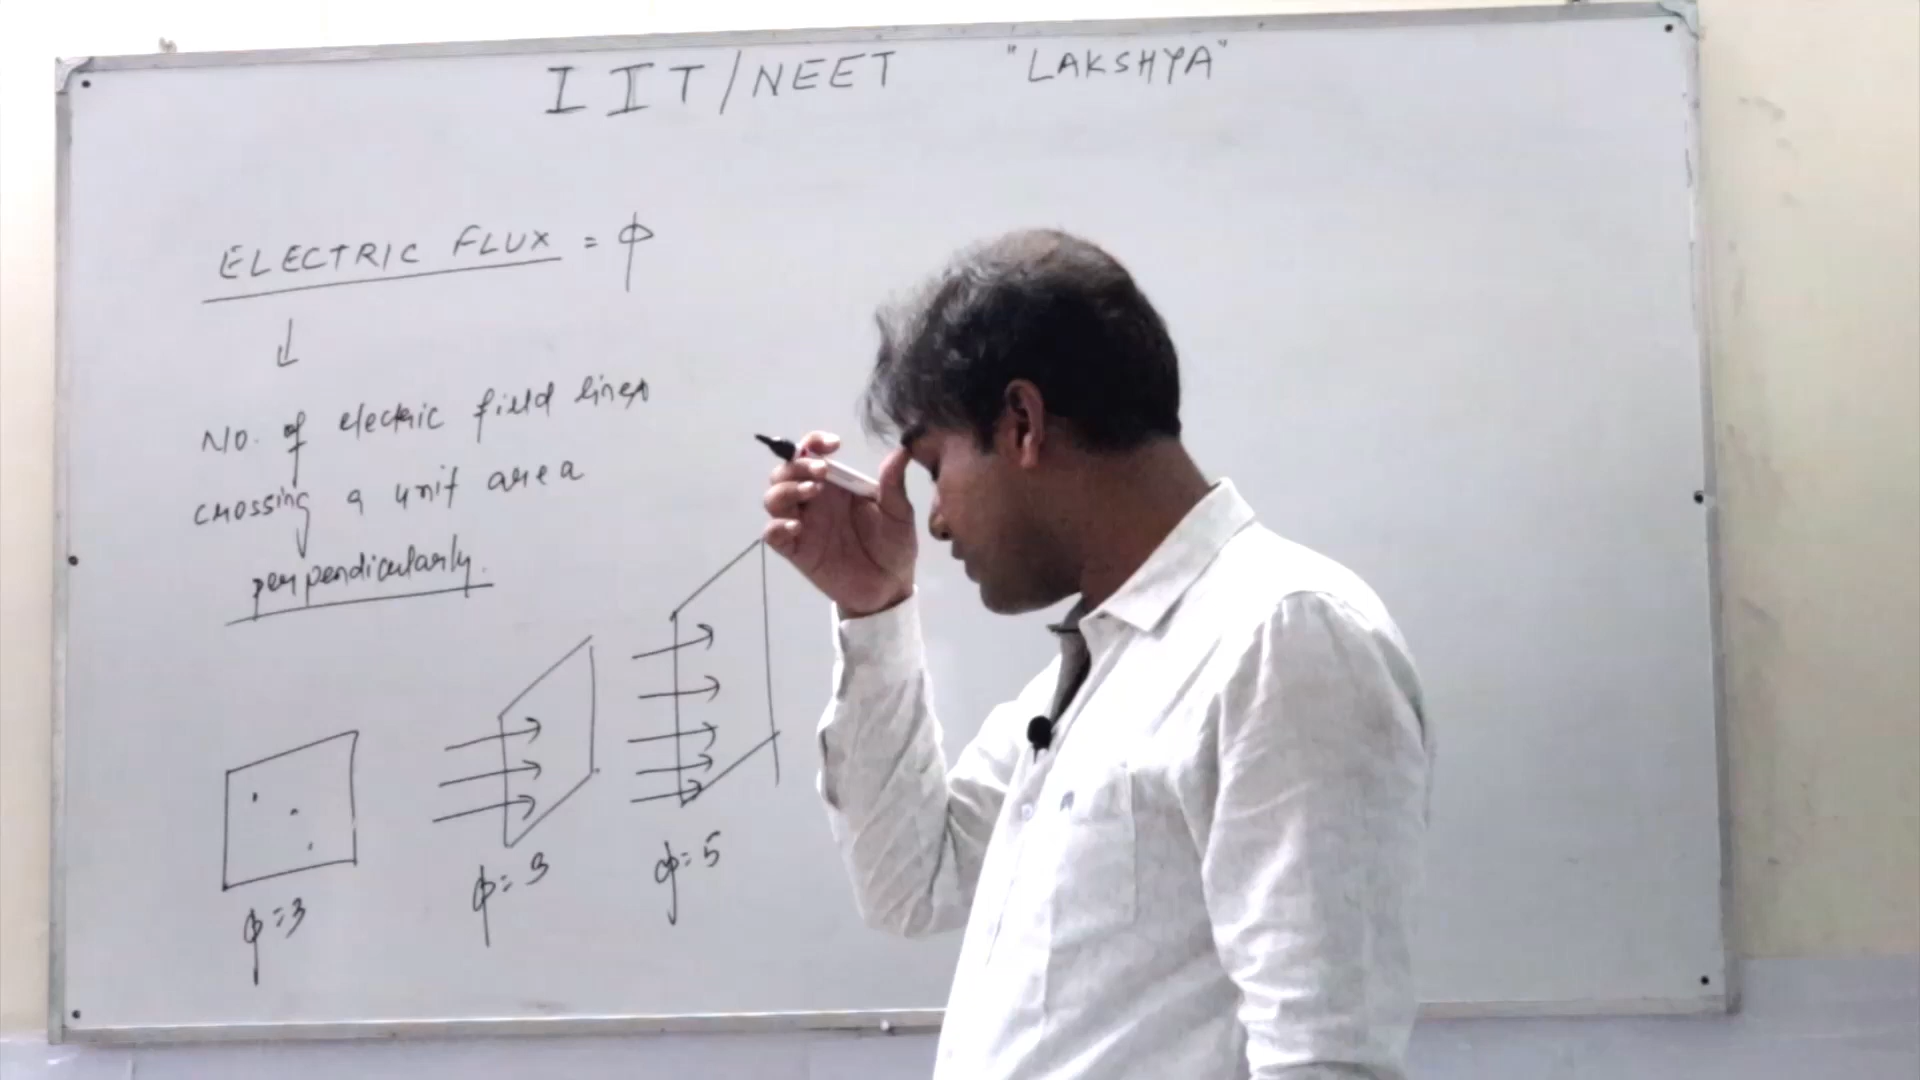 IIT/NEET "LAKSHYA"
ELECTRIC FLUX = ϕ
NO. of electric field lines
crossing a unit area
perpendicularly.
ϕ=3
ϕ=3
ϕ=5